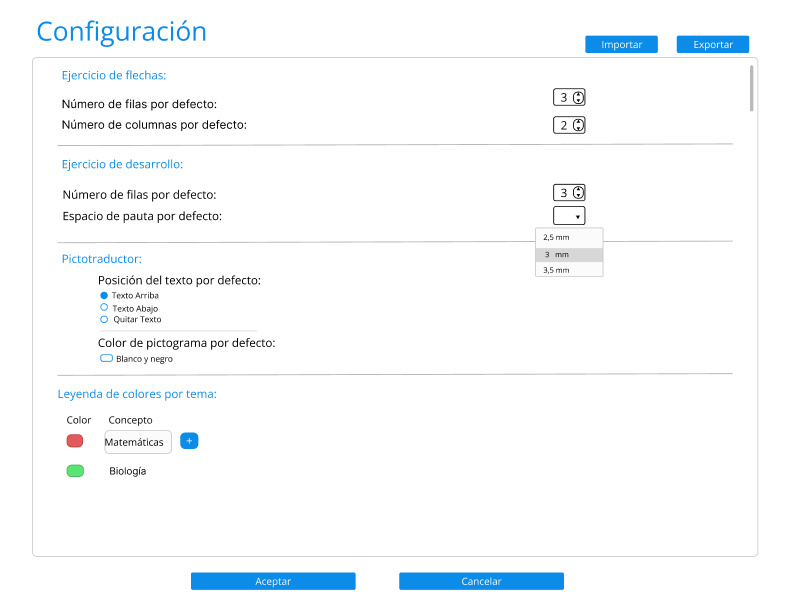 Configuración
Importar
Exportar
Ejercicio de flechas:
Número de filas por defecto:
3
Número de columnas por defecto:
2
Ejercicio de desarrollo:
Número de filas por defecto:
3
Espacio de pauta por defecto:
2,5 mm
3 mm
3,5 mm
Pictotraductor:
Posición del texto por defecto:
Texto Arriba
Texto Abajo
Quitar Texto
Color de pictograma por defecto:
Blanco y negro
Leyenda de colores por tema:
Color Concepto
Matemáticas +
Biología
Aceptar
Cancelar